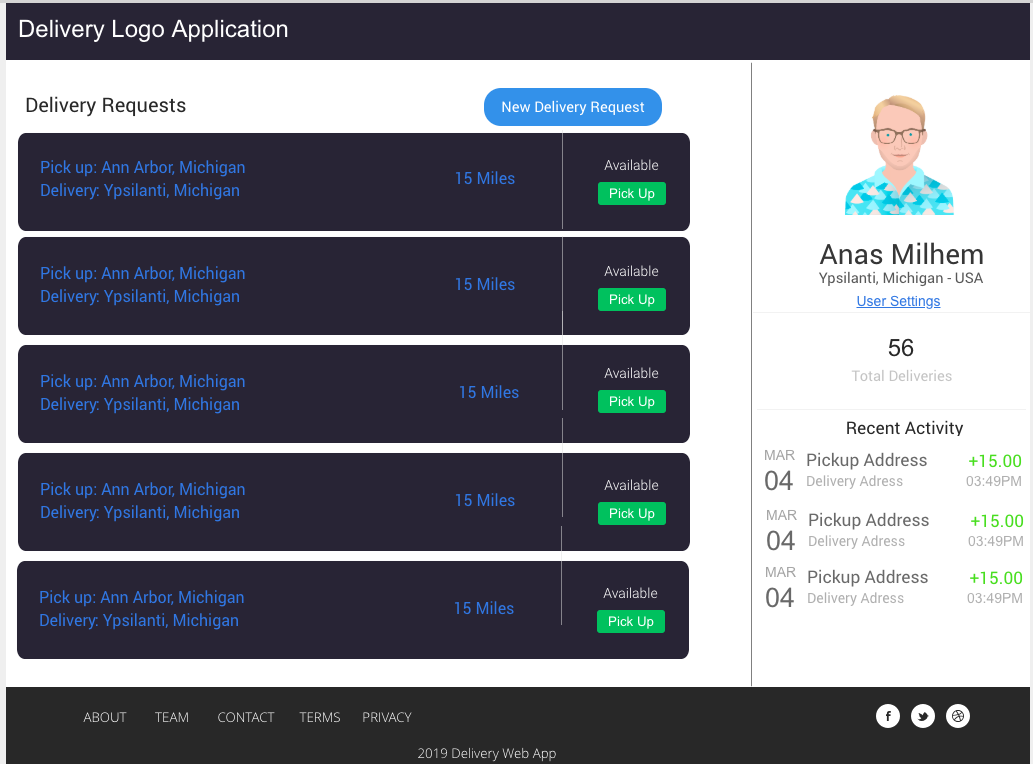 Delivery Logo Application
Delivery Requests
New Delivery Request
Pick up: Ann Arbor, Michigan
Delivery: Ypsilanti, Michigan
15 Miles
Available
Pick Up
Pick up: Ann Arbor, Michigan
Delivery: Ypsilanti, Michigan
15 Miles
Available
Pick Up
Pick up: Ann Arbor, Michigan
Delivery: Ypsilanti, Michigan
15 Miles
Available
Pick Up
Pick up: Ann Arbor, Michigan
Delivery: Ypsilanti, Michigan
15 Miles
Available
Pick Up
Pick up: Ann Arbor, Michigan
Delivery: Ypsilanti, Michigan
15 Miles
Available
Pick Up
Anas Milhem
Ypsilanti, Michigan - USA
User Settings
56
Total Deliveries
Recent Activity
MAR
04
Pickup Address
Delivery Adress
+15.00
03:49PM
MAR
04
Pickup Address
Delivery Adress
+15.00
03:49PM
MAR
04
Pickup Address
Delivery Adress
+15.00
03:49PM
ABOUT TEAM CONTACT TERMS PRIVACY
2019 Delivery Web App